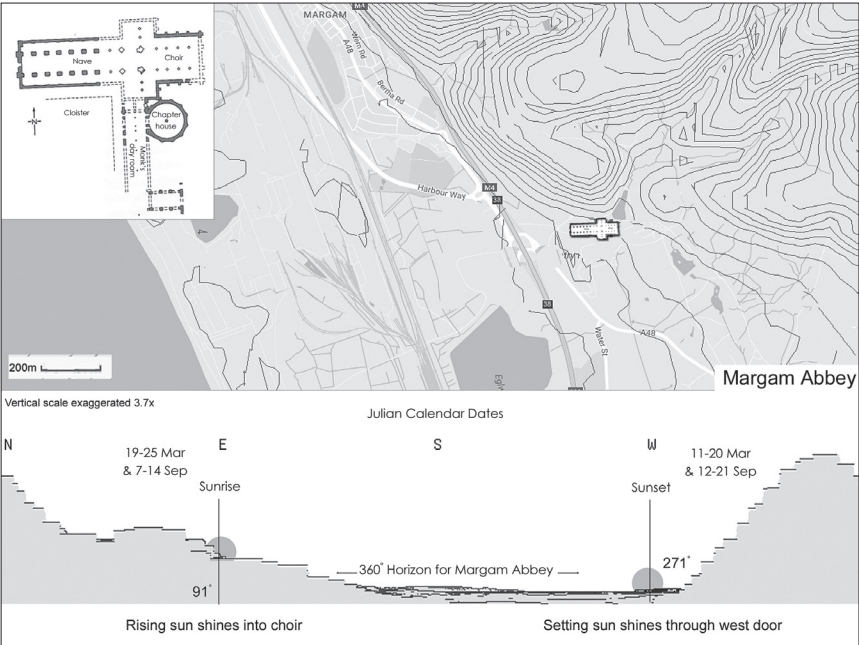 MARGAM
M4
A48
Wern Rd
Bertha Rd
Nave
Choir
N
Cloister
Chapter
house
Monk's
day room
Harbour Way
M4
38
38
Water St
A48
200m
Margam Abbey
Vertical scale exaggerated 3.7x
Julian Calendar Dates
N
E
S
W
19-25 Mar
& 7-14 Sep
11-20 Mar
& 12-21 Sep
Sunrise
Sunset
360° Horizon for Margam Abbey
271°
91°
Rising sun shines into choir
Setting sun shines through west door